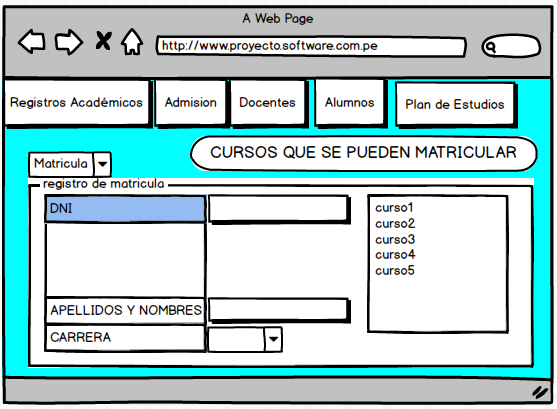 A Web Page
http://www.proyecto.software.com.pe
Registros Académicos
Admision
Docentes
Alumnos
Plan de Estudios
Matricula
CURSOS QUE SE PUEDEN MATRICULAR
registro de matricula
DNI
APELLIDOS Y NOMBRES
CARRERA
curso1
curso2
curso3
curso4
curso5